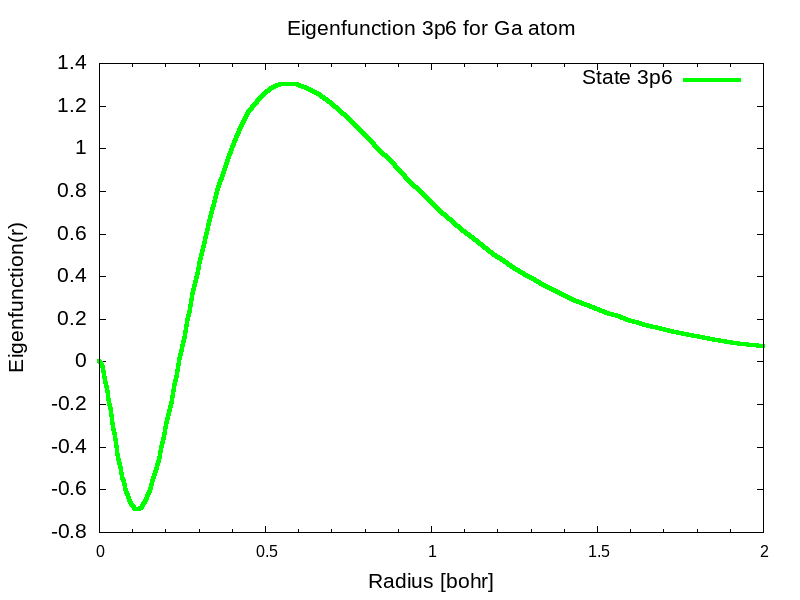 Eigenfunction 3p6 for Ga atom
State 3p6
1.4
1.2
1
0.8
0.6
0.4
0.2
0
-0.2
-0.4
-0.6
-0.8
Eigenfunction(r)
0 0.5 1 1.5 2
Radius [bohr]